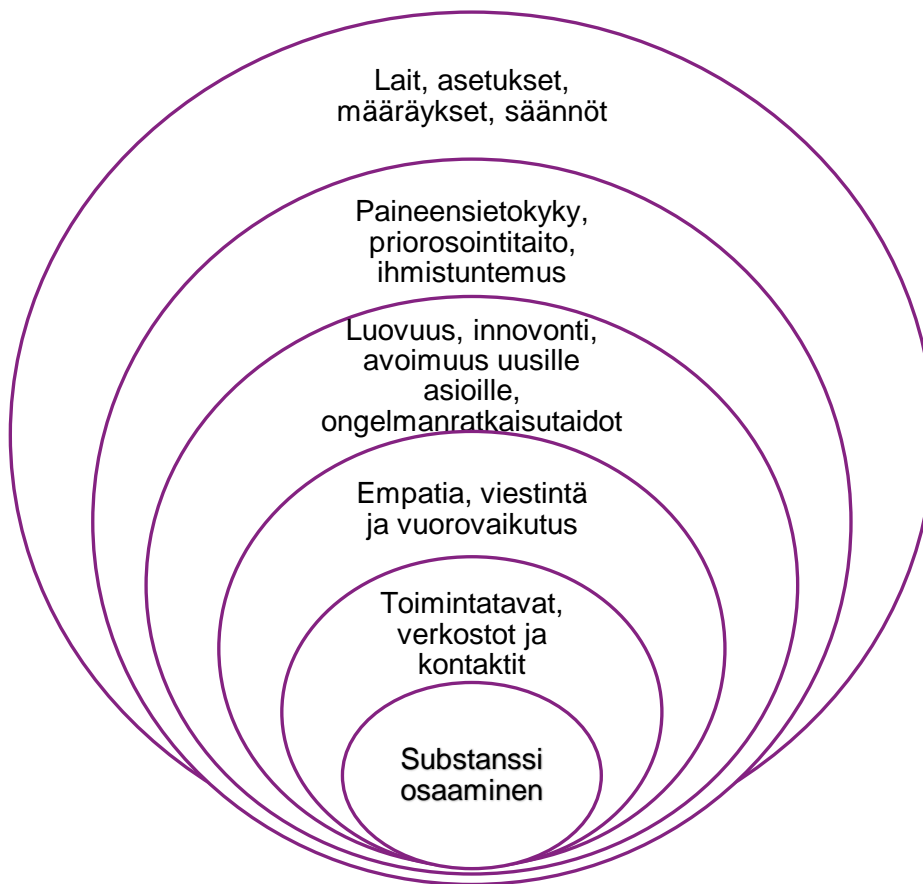 Lait, asetukset,
määräykset, säännöt
Paineensietokyky,
priorosointitaito,
ihmistuntemus
Luovuus, innovonti,
avoimuus uusille
asioille,
ongelmanratkaisutaidot
Empatia, viestintä
ja vuorovaikutus
Toimintatavat,
verkostot ja
kontaktit
Substanssi
osaaminen